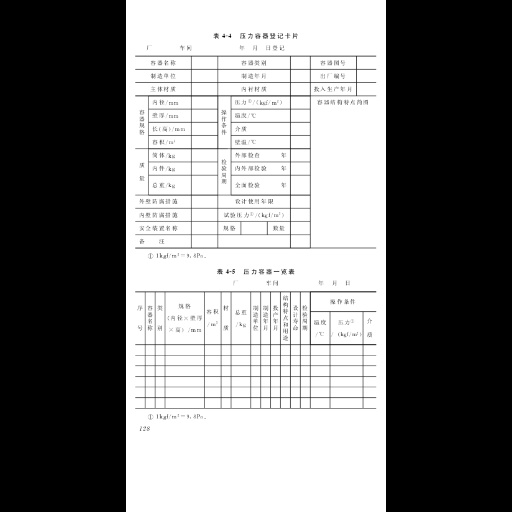 表 4-4 压力容器登记卡片
厂 车间 年 月 日登记
容器名称 容器类别 容器图号
制造单位 制造年月 出厂编号
主体材质 内衬材质 投入生产年月
容器规格 内径/mm 操作条件 压力①/(kgf/m²) 容器结构特点简图
壁厚/mm 温度/℃
长(高)/mm 介质
容积/m³ 壁温/℃
质量 筒体/kg 检验周期 外部检查 年
内件/kg 内外部检验 年
总重/kg 全面检验 年
外壁防腐措施 设计使用年限
内壁防腐措施 试验压力①/(kgf/m²)
安全装置名称 规格 数量
备 注
① 1kgf/m²=9.8Pa。
表 4-5 压力容器一览表
厂 车间 年 月 日
序号 容器名称 类别 规格(内径×壁厚×高)/mm 容积/m³ 材质 总重/kg 制造单位 制造年月 投产年月 结构特点和用途 设计寿命 检验周期 操作条件
温度/℃ 压力①/(kgf/m²) 介质
① 1kgf/m²=9.8Pa。
128